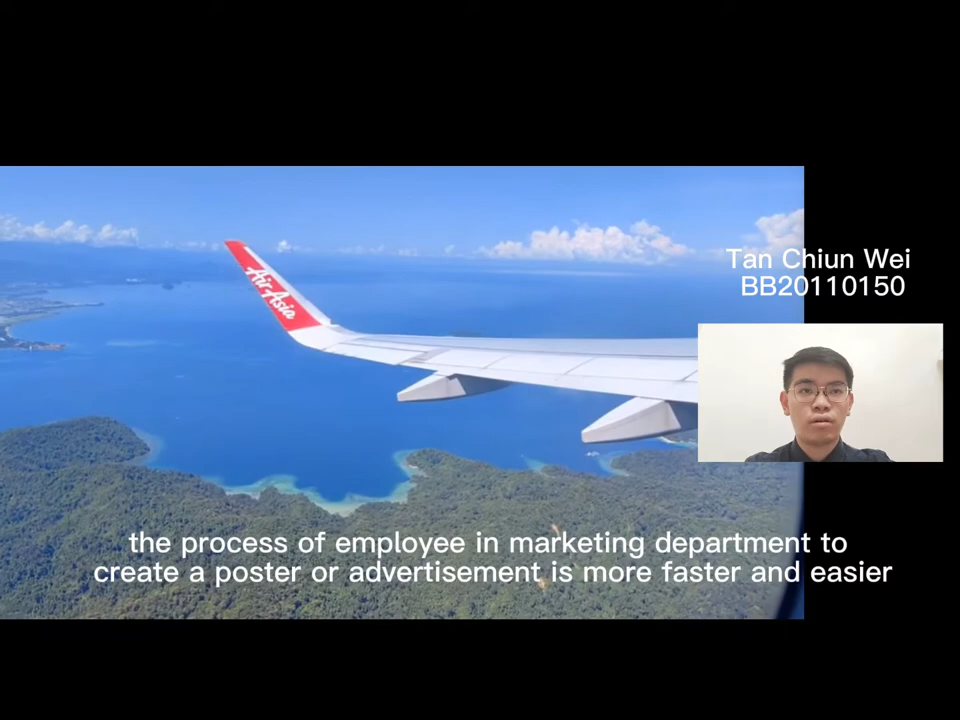 AirAsia
Tan Chiun Wei
BB20110150
the process of employee in marketing department to
create a poster or advertisement is more faster and easier